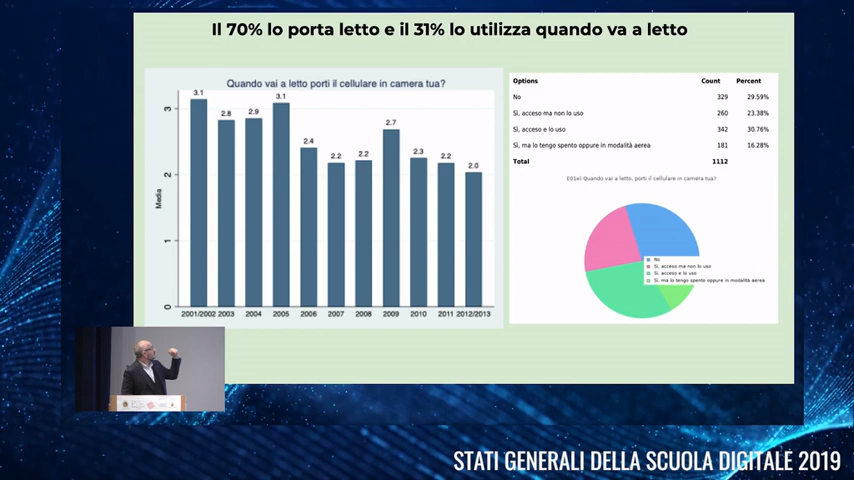 Il 70% lo porta letto e il 31% lo utilizza quando va a letto
Quando vai a letto porti il cellulare in camera tua?
Media
3
2
1
0
3.1
2.8
2.9
3.1
2.4
2.2
2.2
2.7
2.3
2.2
2.0
2001/2002 2003 2004 2005 2006 2007 2008 2009 2010 2011 2012/2013
Options Count Percent
No 329 29.59%
Sì, acceso ma non lo uso 260 23.38%
Sì, acceso e lo uso 342 30.76%
Sì, ma lo tengo spento oppure in modalità aerea 181 16.28%
Total 1112
E01e) Quando vai a letto, porti il cellulare in camera tua?
No
Sì, acceso ma non lo uso
Sì, acceso e lo uso
Sì, ma lo tengo spento oppure in modalità aerea
STATI GENERALI DELLA SCUOLA DIGITALE 2019